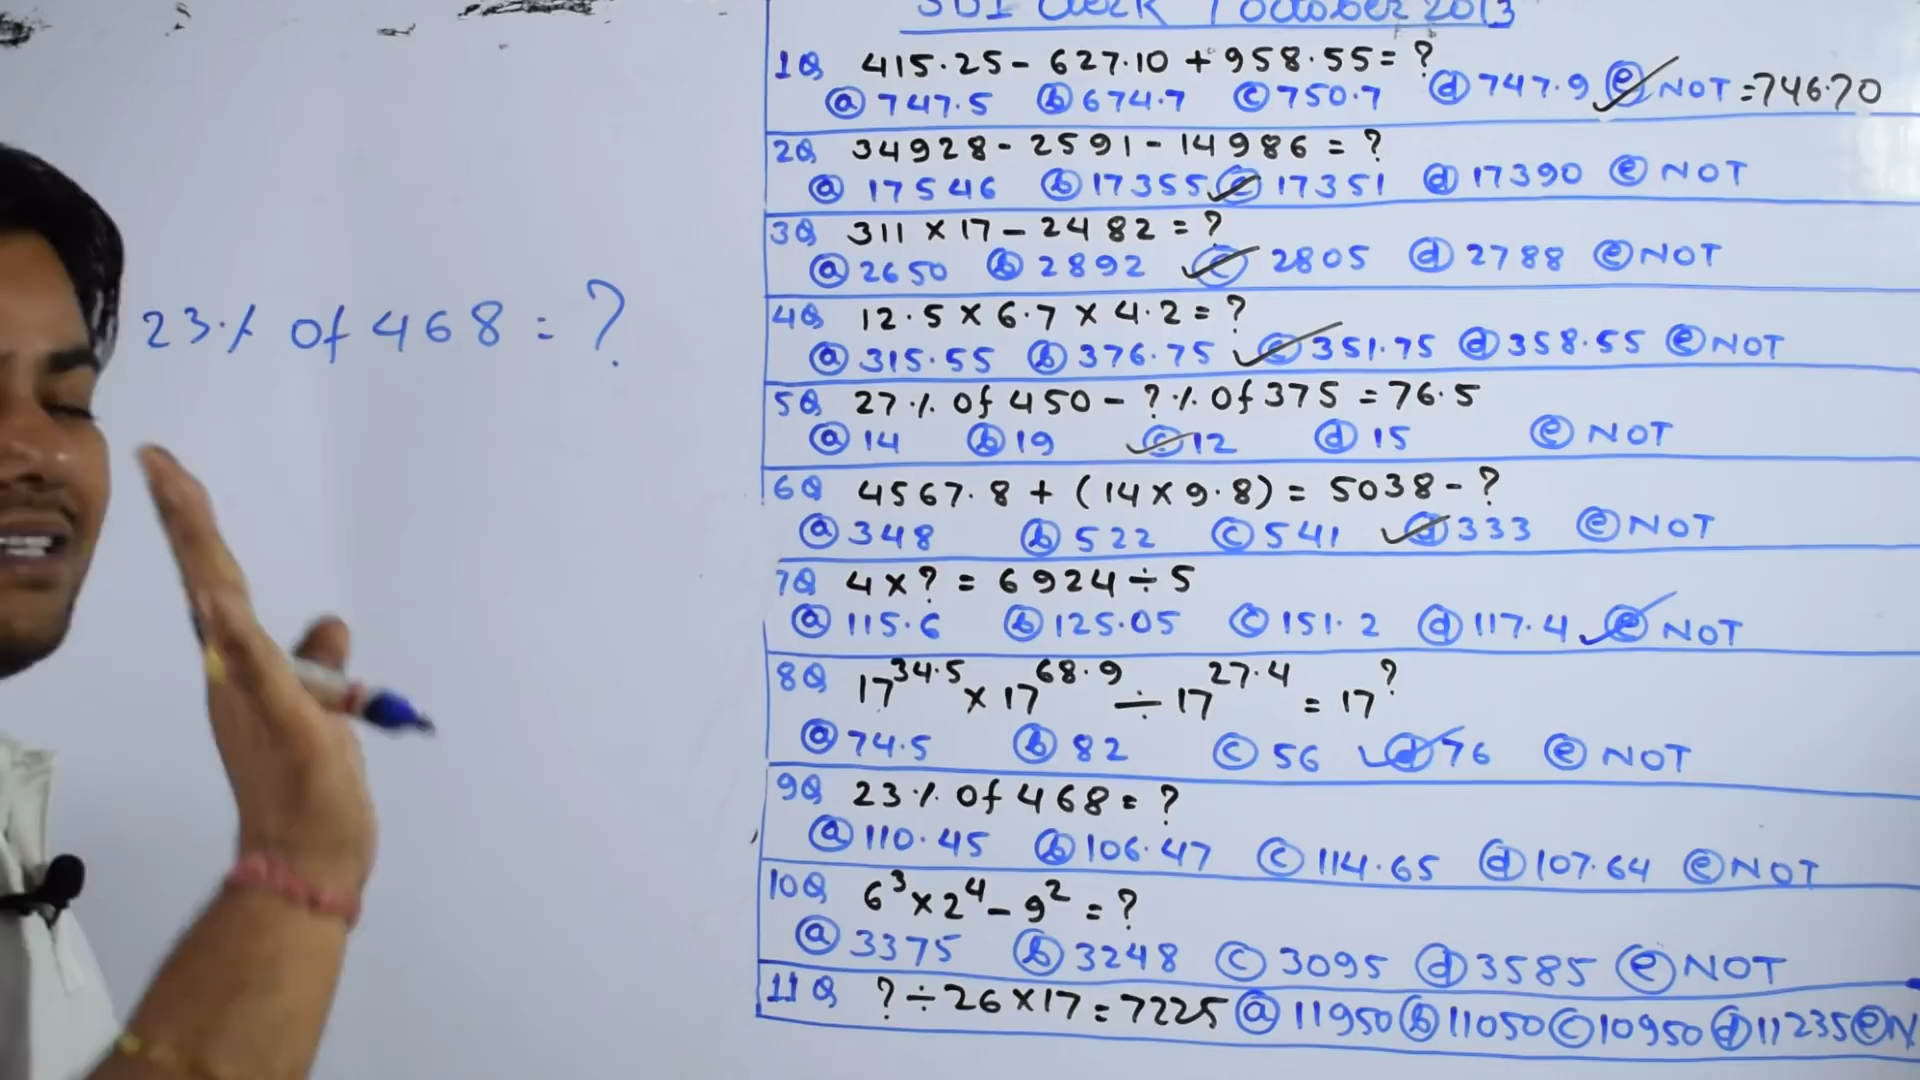 SBI Clerk 7 October 2013
23% of 468 = ?
1Q 415.25 - 627.10 + 958.55 = ?
ⓐ 747.5 ⓑ 674.7 ⓒ 750.7 ⓓ 747.9 ⓔ NOT = 746.70
2Q 34928 - 2591 - 14986 = ?
ⓐ 17546 ⓑ 17355 ⓒ 17351 ⓓ 17390 ⓔ NOT
3Q 311 × 17 - 2482 = ?
ⓐ 2650 ⓑ 2892 ⓒ 2805 ⓓ 2788 ⓔ NOT
4Q 12.5 × 6.7 × 4.2 = ?
ⓐ 315.55 ⓑ 376.75 ⓒ 351.75 ⓓ 358.55 ⓔ NOT
5Q 27% of 450 - ?% of 375 = 76.5
ⓐ 14 ⓑ 19 ⓒ 12 ⓓ 15 ⓔ NOT
6Q 4567.8 + (14 × 9.8) = 5038 - ?
ⓐ 348 ⓑ 522 ⓒ 541 ⓓ 333 ⓔ NOT
7Q 4 × ? = 6924 ÷ 5
ⓐ 115.6 ⓑ 125.05 ⓒ 151.2 ⓓ 117.4 ⓔ NOT
8Q 17^34.5 × 17^68.9 ÷ 17^27.4 = 17^?
ⓐ 74.5 ⓑ 82 ⓒ 56 ⓓ 76 ⓔ NOT
9Q 23% of 468 = ?
ⓐ 110.45 ⓑ 106.47 ⓒ 114.65 ⓓ 107.64 ⓔ NOT
10Q 6³ × 2⁴ - 9² = ?
ⓐ 3375 ⓑ 3248 ⓒ 3095 ⓓ 3585 ⓔ NOT
11Q ? ÷ 26 × 17 = 7225 ⓐ 11950 ⓑ 11050 ⓒ 10950 ⓓ 11235 ⓔ N